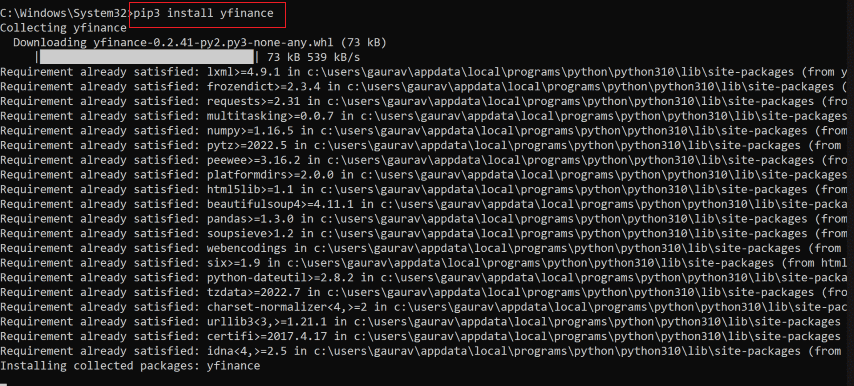 C:\Windows\System32>pip3 install yfinance
Collecting yfinance
Downloading yfinance-0.2.41-py2.py3-none-any.whl (73 kB)
| | 73 kB 539 kB/s
Requirement already satisfied: lxml>=4.9.1 in c:\users\gaurav\appdata\local\programs\python\python310\lib\site-packages (from y
Requirement already satisfied: frozendict>=2.3.4 in c:\users\gaurav\appdata\local\programs\python\python310\lib\site-packages (
Requirement already satisfied: requests>=2.31 in c:\users\gaurav\appdata\local\programs\python\python310\lib\site-packages (fro
Requirement already satisfied: multitasking>=0.0.7 in c:\users\gaurav\appdata\local\programs\python\python310\lib\site-packages
Requirement already satisfied: numpy>=1.16.5 in c:\users\gaurav\appdata\local\programs\python\python310\lib\site-packages (from
Requirement already satisfied: pytz>=2022.5 in c:\users\gaurav\appdata\local\programs\python\python310\lib\site-packages (from
Requirement already satisfied: peewee>=3.16.2 in c:\users\gaurav\appdata\local\programs\python\python310\lib\site-packages (fro
Requirement already satisfied: platformdirs>=2.0.0 in c:\users\gaurav\appdata\local\programs\python\python310\lib\site-packages
Requirement already satisfied: html5lib>=1.1 in c:\users\gaurav\appdata\local\programs\python\python310\lib\site-packages (from
Requirement already satisfied: beautifulsoup4>=4.11.1 in c:\users\gaurav\appdata\local\programs\python\python310\lib\site-packa
Requirement already satisfied: pandas>=1.3.0 in c:\users\gaurav\appdata\local\programs\python\python310\lib\site-packages (from
Requirement already satisfied: soupsieve>1.2 in c:\users\gaurav\appdata\local\programs\python\python310\lib\site-packages (from
Requirement already satisfied: webencodings in c:\users\gaurav\appdata\local\programs\python\python310\lib\site-packages (from
Requirement already satisfied: six>=1.9 in c:\users\gaurav\appdata\local\programs\python\python310\lib\site-packages (from html
Requirement already satisfied: python-dateutil>=2.8.2 in c:\users\gaurav\appdata\local\programs\python\python310\lib\site-packa
Requirement already satisfied: tzdata>=2022.7 in c:\users\gaurav\appdata\local\programs\python\python310\lib\site-packages (fro
Requirement already satisfied: charset-normalizer<4,>=2 in c:\users\gaurav\appdata\local\programs\python\python310\lib\site-pac
Requirement already satisfied: urllib3<3,>=1.21.1 in c:\users\gaurav\appdata\local\programs\python\python310\lib\site-packages
Requirement already satisfied: certifi>=2017.4.17 in c:\users\gaurav\appdata\local\programs\python\python310\lib\site-packages
Requirement already satisfied: idna<4,>=2.5 in c:\users\gaurav\appdata\local\programs\python\python310\lib\site-packages (from
Installing collected packages: yfinance